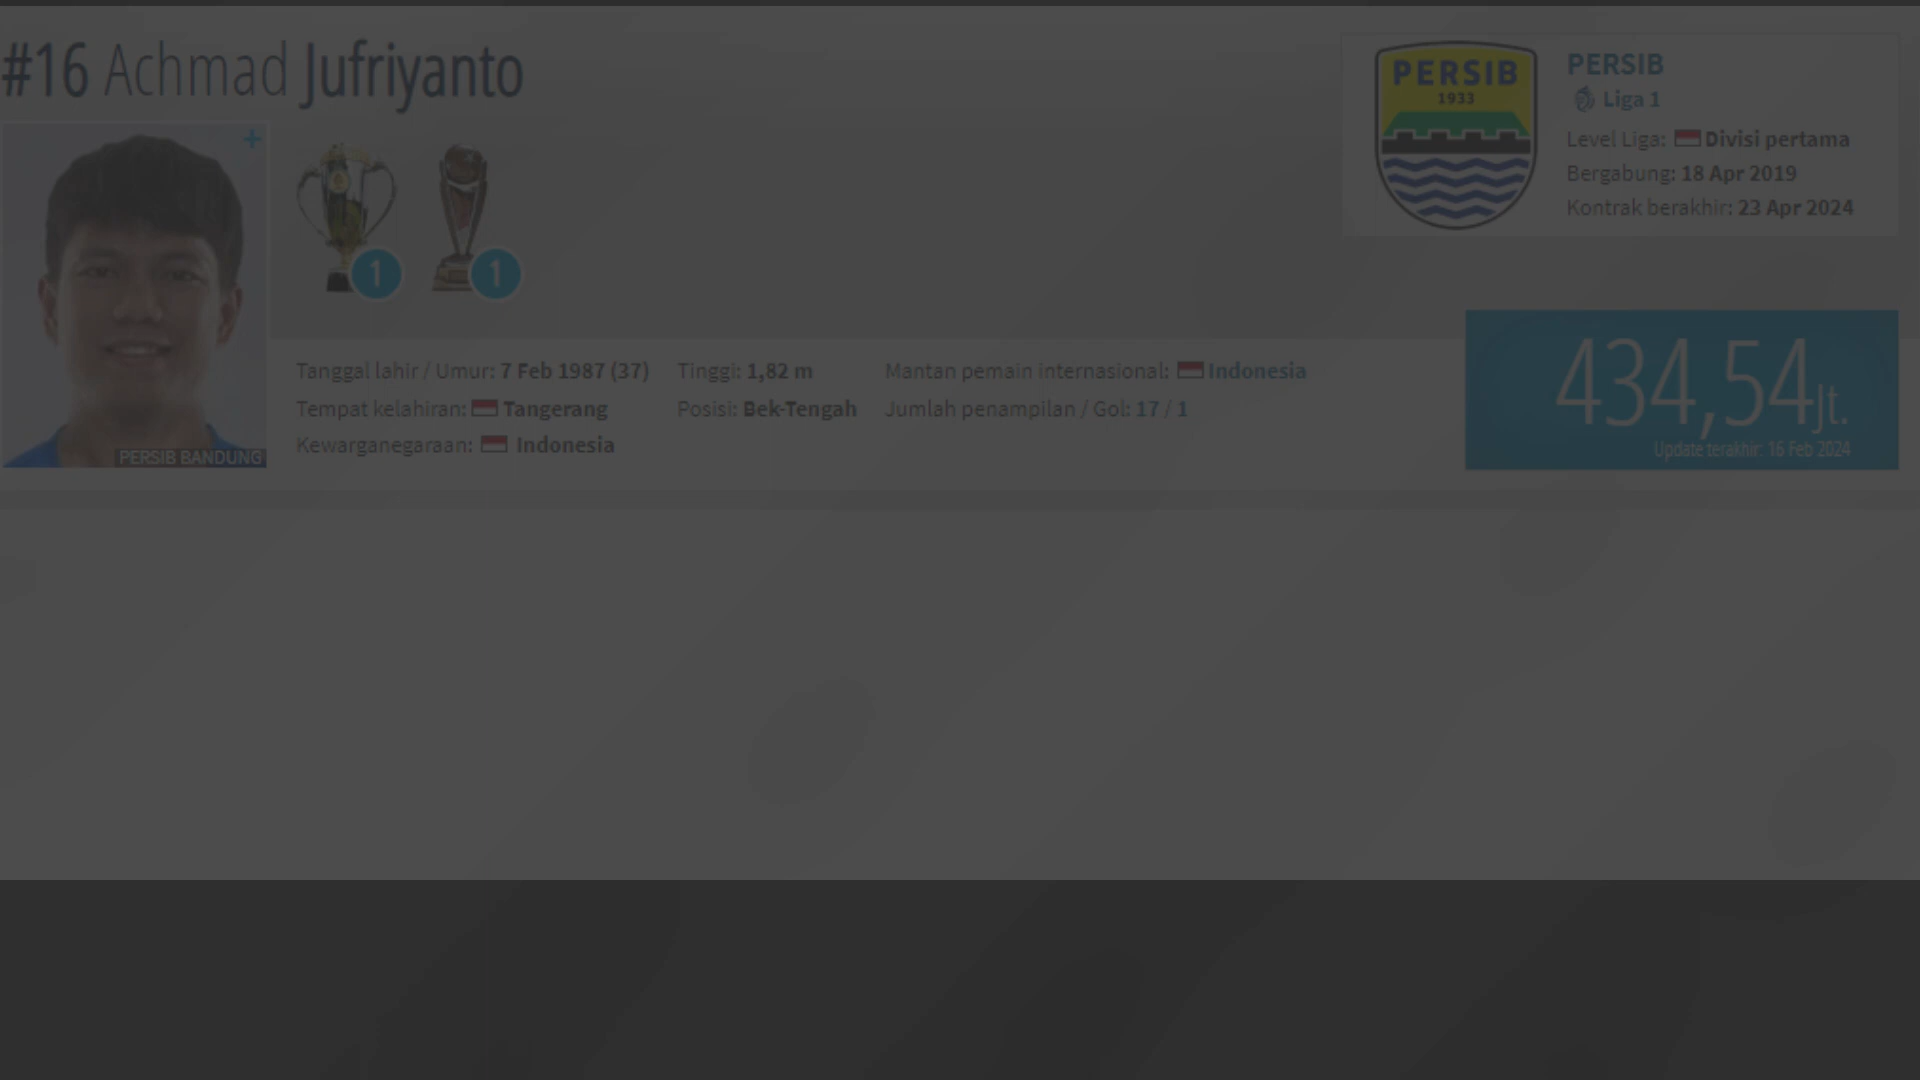 #16 Achmad Jufriyanto
PERSIB
1933
PERSIB
Liga 1
Level Liga: Divisi pertama
Bergabung: 18 Apr 2019
Kontrak berakhir: 23 Apr 2024
+
1 1
PERSIB BANDUNG
Tanggal lahir / Umur: 7 Feb 1987 (37)
Tempat kelahiran: Tangerang
Kewarganegaraan: Indonesia
Tinggi: 1,82 m
Posisi: Bek-Tengah
Mantan pemain internasional: Indonesia
Jumlah penampilan / Gol: 17 / 1
434,54Jt.
Update terakhir: 16 Feb 2024